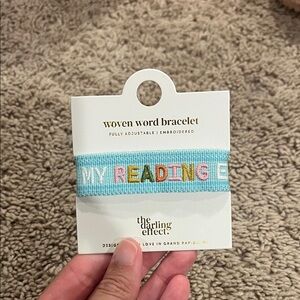 woven word bracelet
FULLY ADJUSTABLE | EMBROIDERED
MY READING E
the
darling
effect.
LOVE IN GRAND